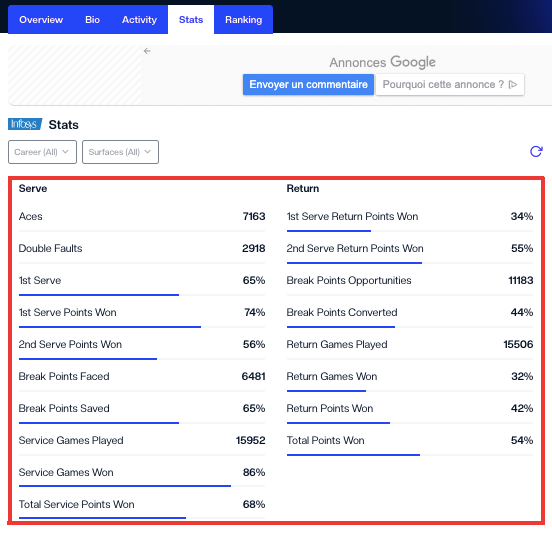 Overview Bio Activity Stats Ranking
Annonces Google
Envoyer un commentaire Pourquoi cette annonce ?
Infosys Stats
Career (All) Surfaces (All)
Serve
Aces 7163
Double Faults 2918
1st Serve 65%
1st Serve Points Won 74%
2nd Serve Points Won 56%
Break Points Faced 6481
Break Points Saved 65%
Service Games Played 15952
Service Games Won 86%
Total Service Points Won 68%
Return
1st Serve Return Points Won 34%
2nd Serve Return Points Won 55%
Break Points Opportunities 11183
Break Points Converted 44%
Return Games Played 15506
Return Games Won 32%
Return Points Won 42%
Total Points Won 54%